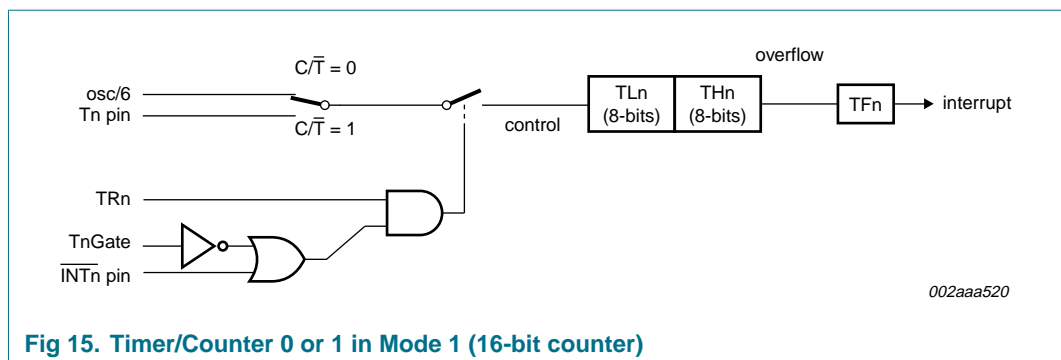 overflow
C/T̅ = 0
osc/6
Tn pin
C/T̅ = 1
control
TLn
(8-bits)
THn
(8-bits)
TFn
interrupt
TRn
TnGate
I̅N̅T̅n̅ pin
002aaa520
Fig 15. Timer/Counter 0 or 1 in Mode 1 (16-bit counter)